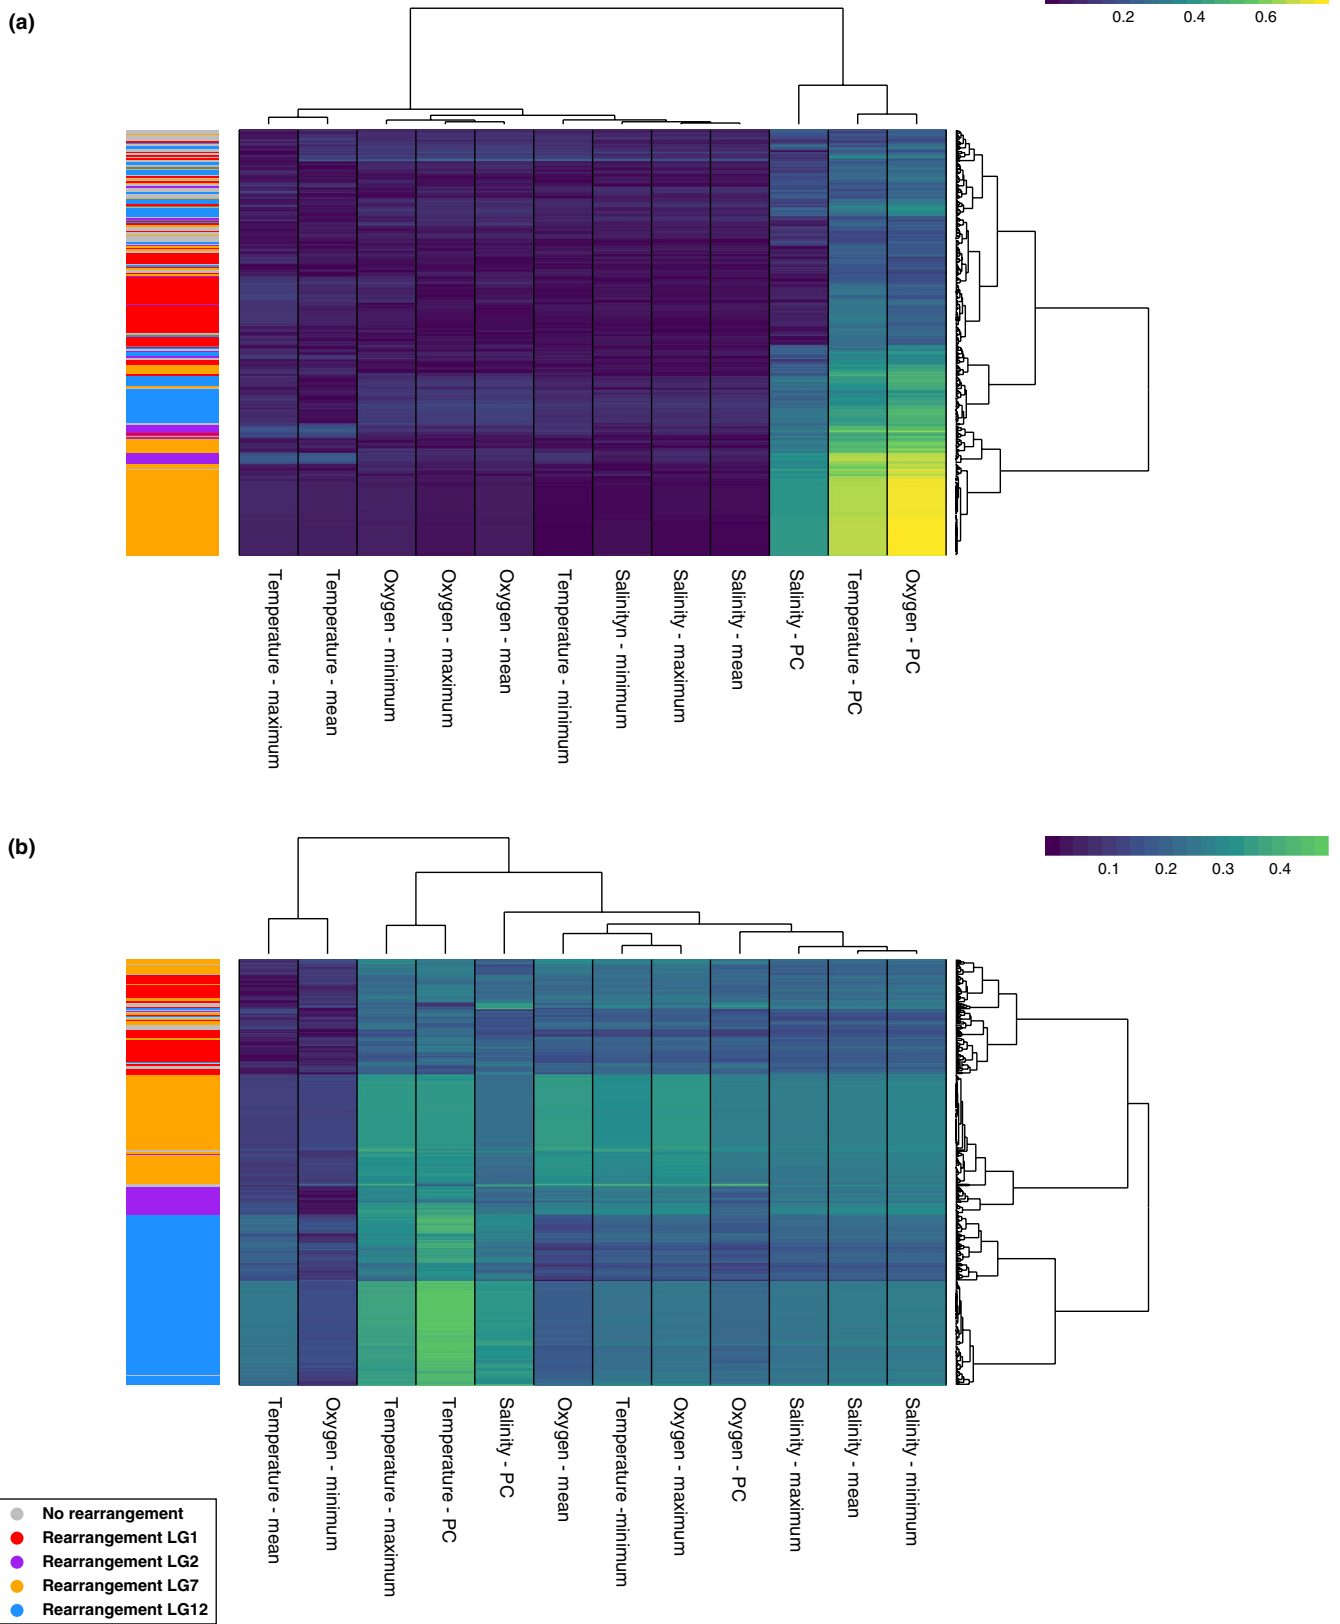 (a)
0.2 0.4 0.6
Temperature - maximum
Temperature - mean
Oxygen - minimum
Oxygen - maximum
Oxygen - mean
Temperature - minimum
Salinityn - minimum
Salinity - maximum
Salinity - mean
Salinity - PC
Temperature - PC
Oxygen - PC
(b)
0.1 0.2 0.3 0.4
Temperature - mean
Oxygen - minimum
Temperature - maximum
Temperature - PC
Salinity - PC
Oxygen - mean
Temperature -minimum
Oxygen - maximum
Oxygen - PC
Salinity - maximum
Salinity - mean
Salinity - minimum
No rearrangement
Rearrangement LG1
Rearrangement LG2
Rearrangement LG7
Rearrangement LG12